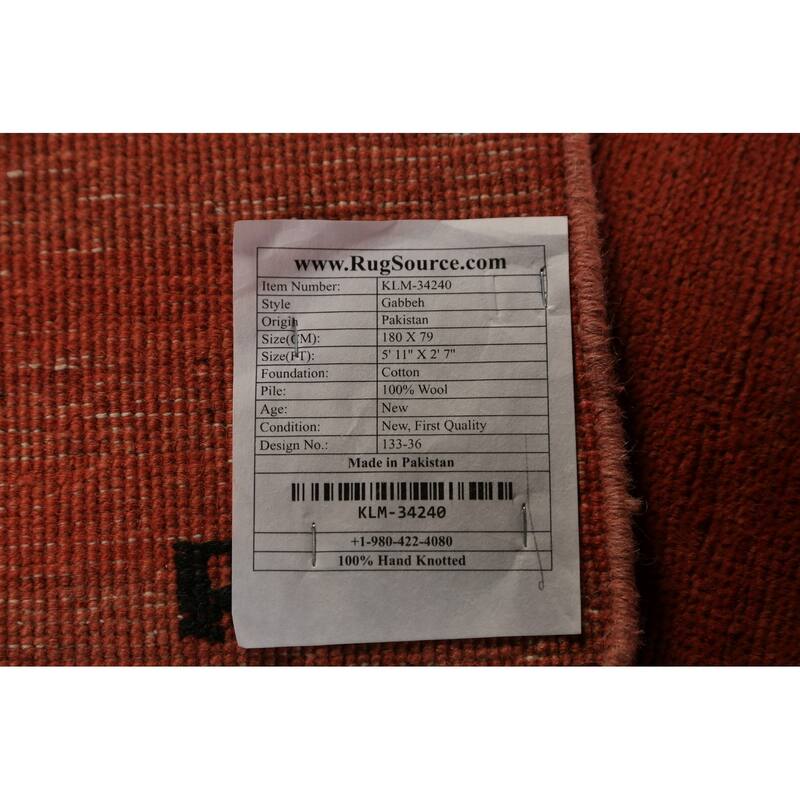 www.RugSource.com
Item Number: KLM-34240
Style Gabbeh
Origin Pakistan
Size(CM): 180 X 79
Size(FT): 5' 11" X 2' 7"
Foundation: Cotton
Pile: 100% Wool
Age: New
Condition: New, First Quality
Design No.: 133-36
Made in Pakistan
KLM-34240
+1-980-422-4080
100% Hand Knotted